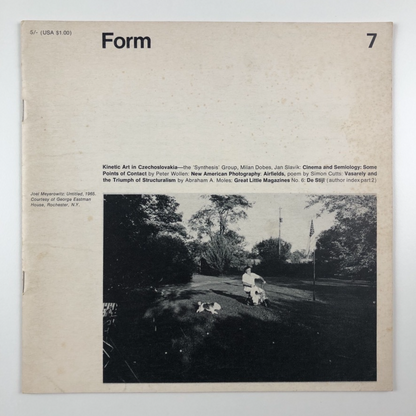 5/- (USA $1.00)
Form
7
Kinetic Art in Czechoslovakia—the 'Synthesis' Group, Milan Dobes, Jan Slavik: Cinema and Semiology: Some
Points of Contact by Peter Wollen: New American Photography: Airfields, poem by Simon Cutts: Vasarely and
the Triumph of Structuralism by Abraham A. Moles: Great Little Magazines No. 6: De Stijl (author index part 2)
Joel Meyerowitz: Untitled, 1965.
Courtesy of George Eastman
House, Rochester, N.Y.